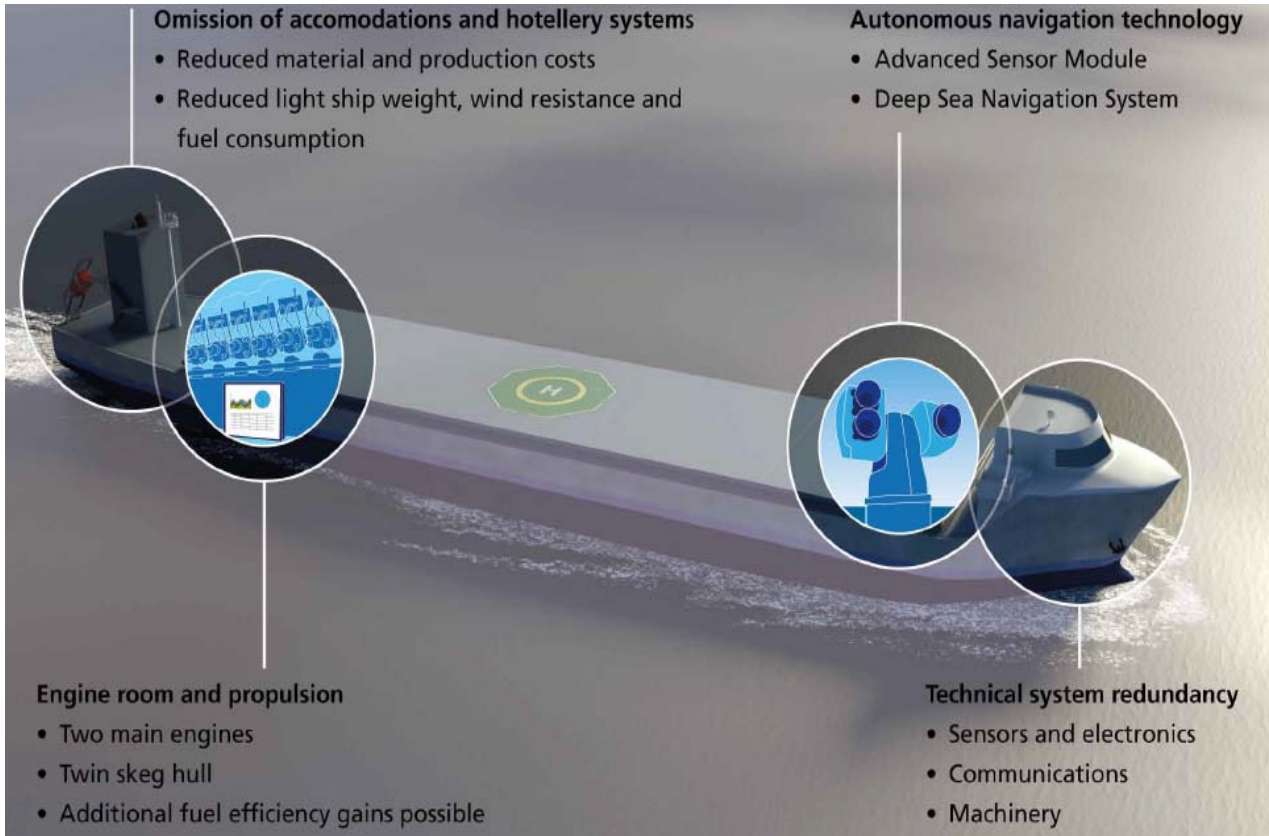 Omission of accomodations and hotellery systems
• Reduced material and production costs
• Reduced light ship weight, wind resistance and
fuel consumption
Autonomous navigation technology
• Advanced Sensor Module
• Deep Sea Navigation System
H
Engine room and propulsion
• Two main engines
• Twin skeg hull
• Additional fuel efficiency gains possible
Technical system redundancy
• Sensors and electronics
• Communications
• Machinery